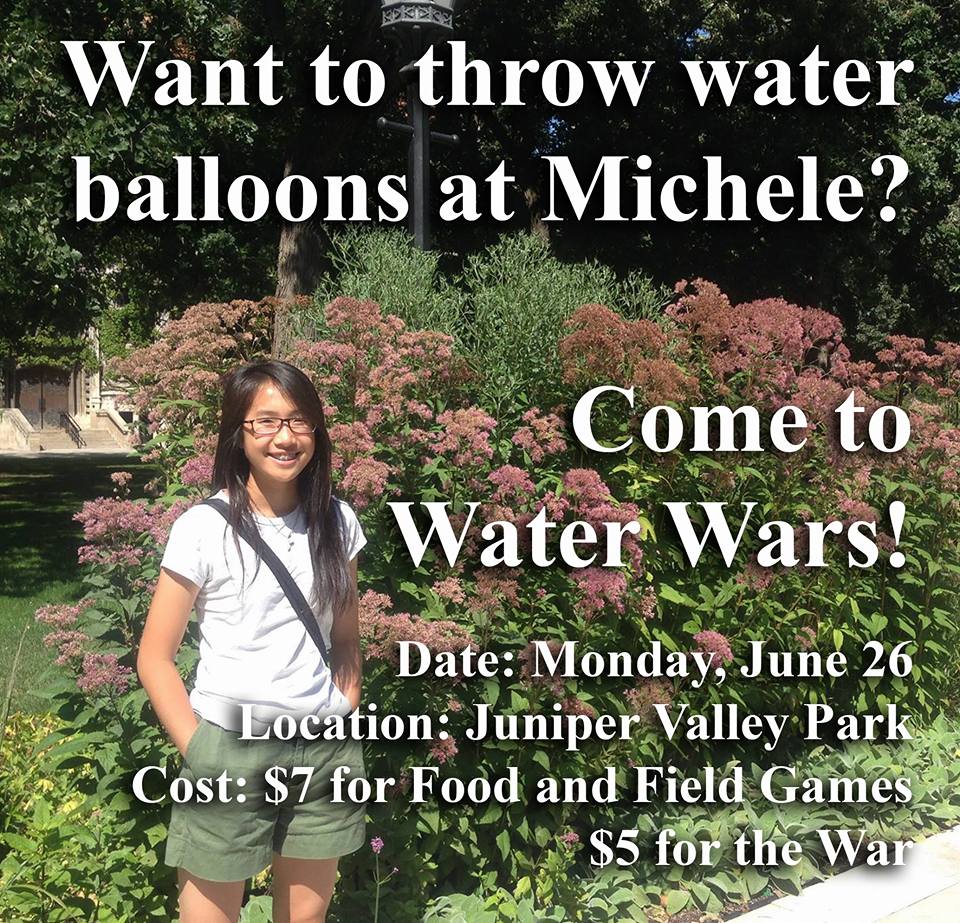 Want to throw water
balloons at Michele?
Come to
Water Wars!
Date: Monday, June 26
Location: Juniper Valley Park
Cost: $7 for Food and Field Games
$5 for the War